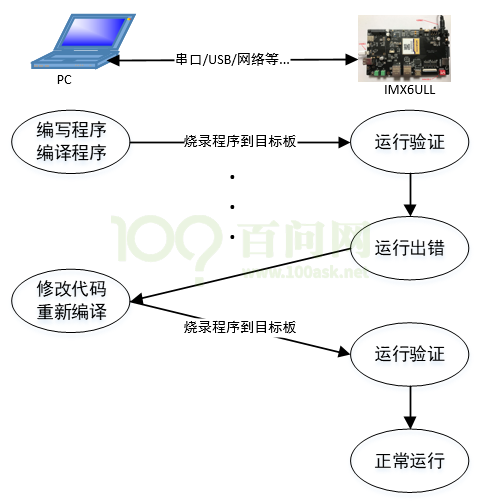 串口/USB/网络等...
PC
IMX6ULL
编写程序
编译程序
烧录程序到目标板
运行验证
100ask 百问网
www.100ask.net
运行出错
修改代码
重新编译
烧录程序到目标板
运行验证
正常运行